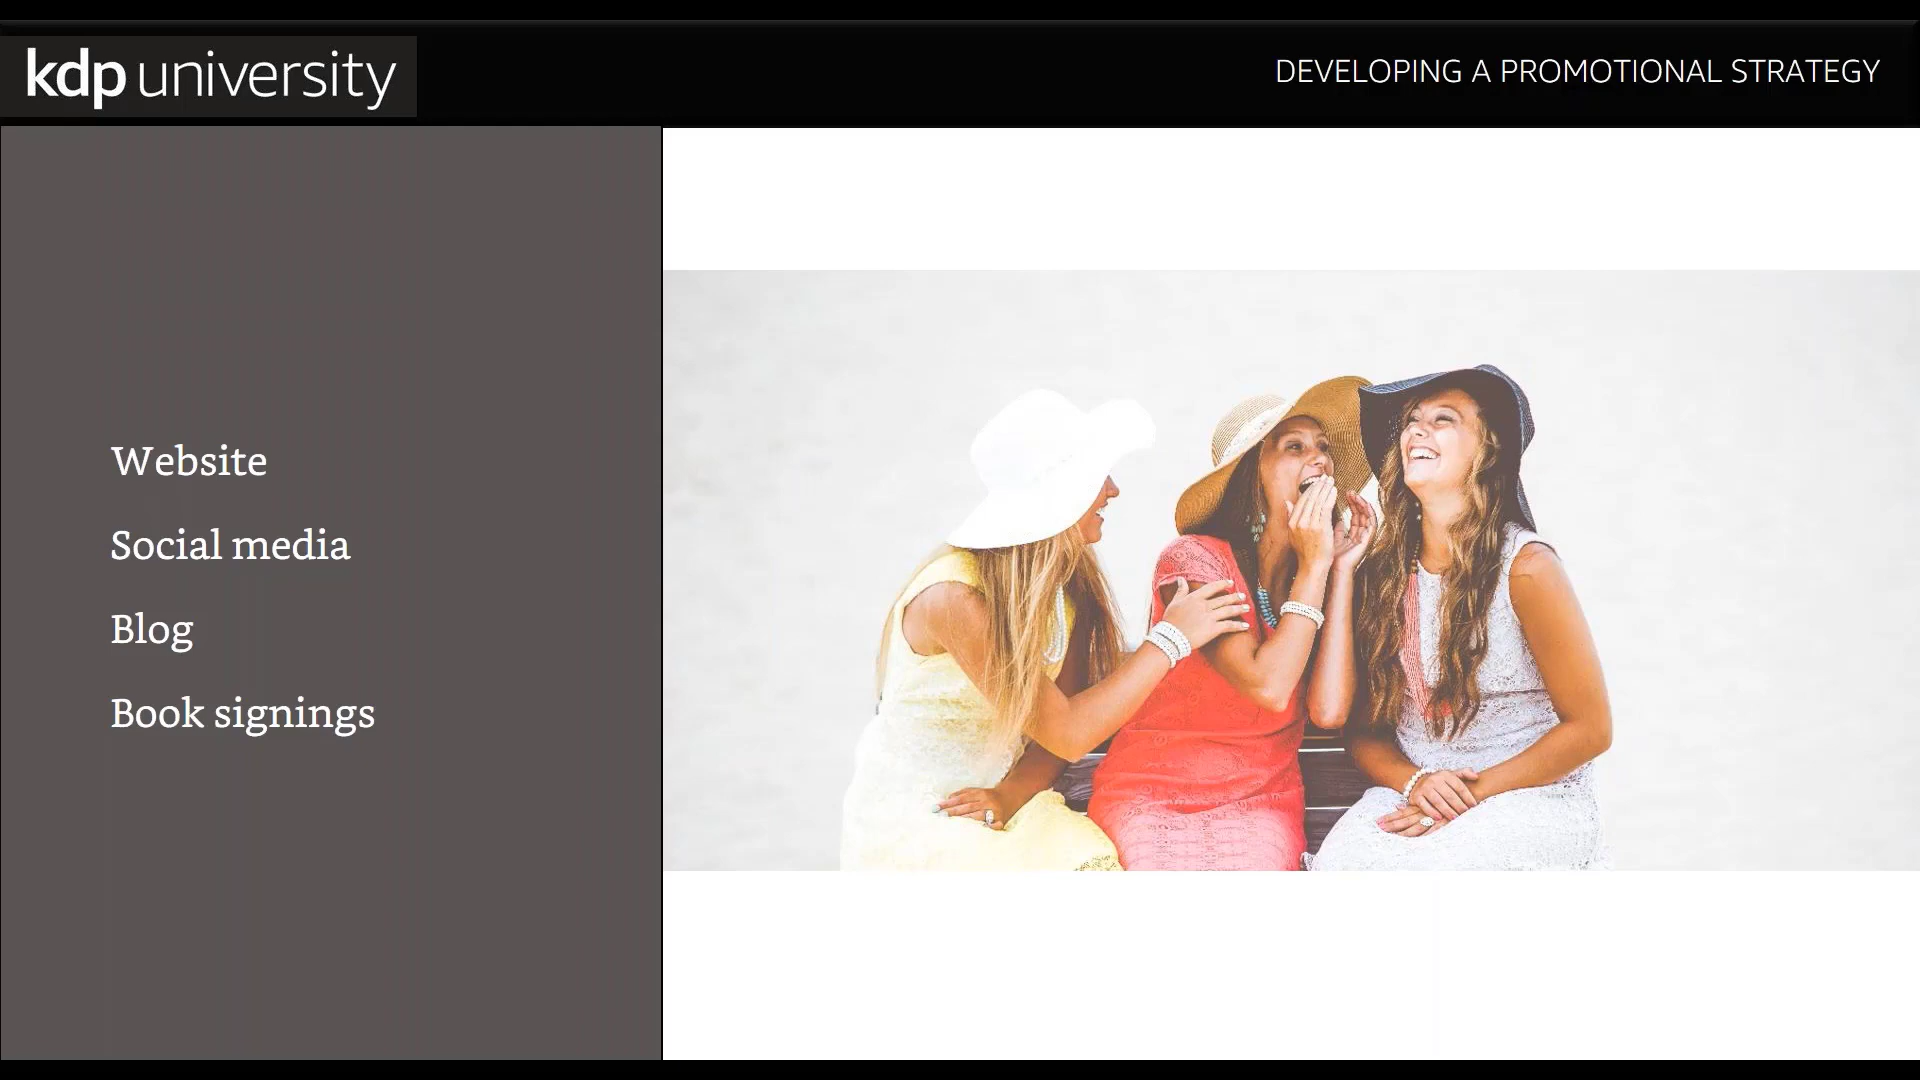 kdp university
DEVELOPING A PROMOTIONAL STRATEGY
Website
Social media
Blog
Book signings